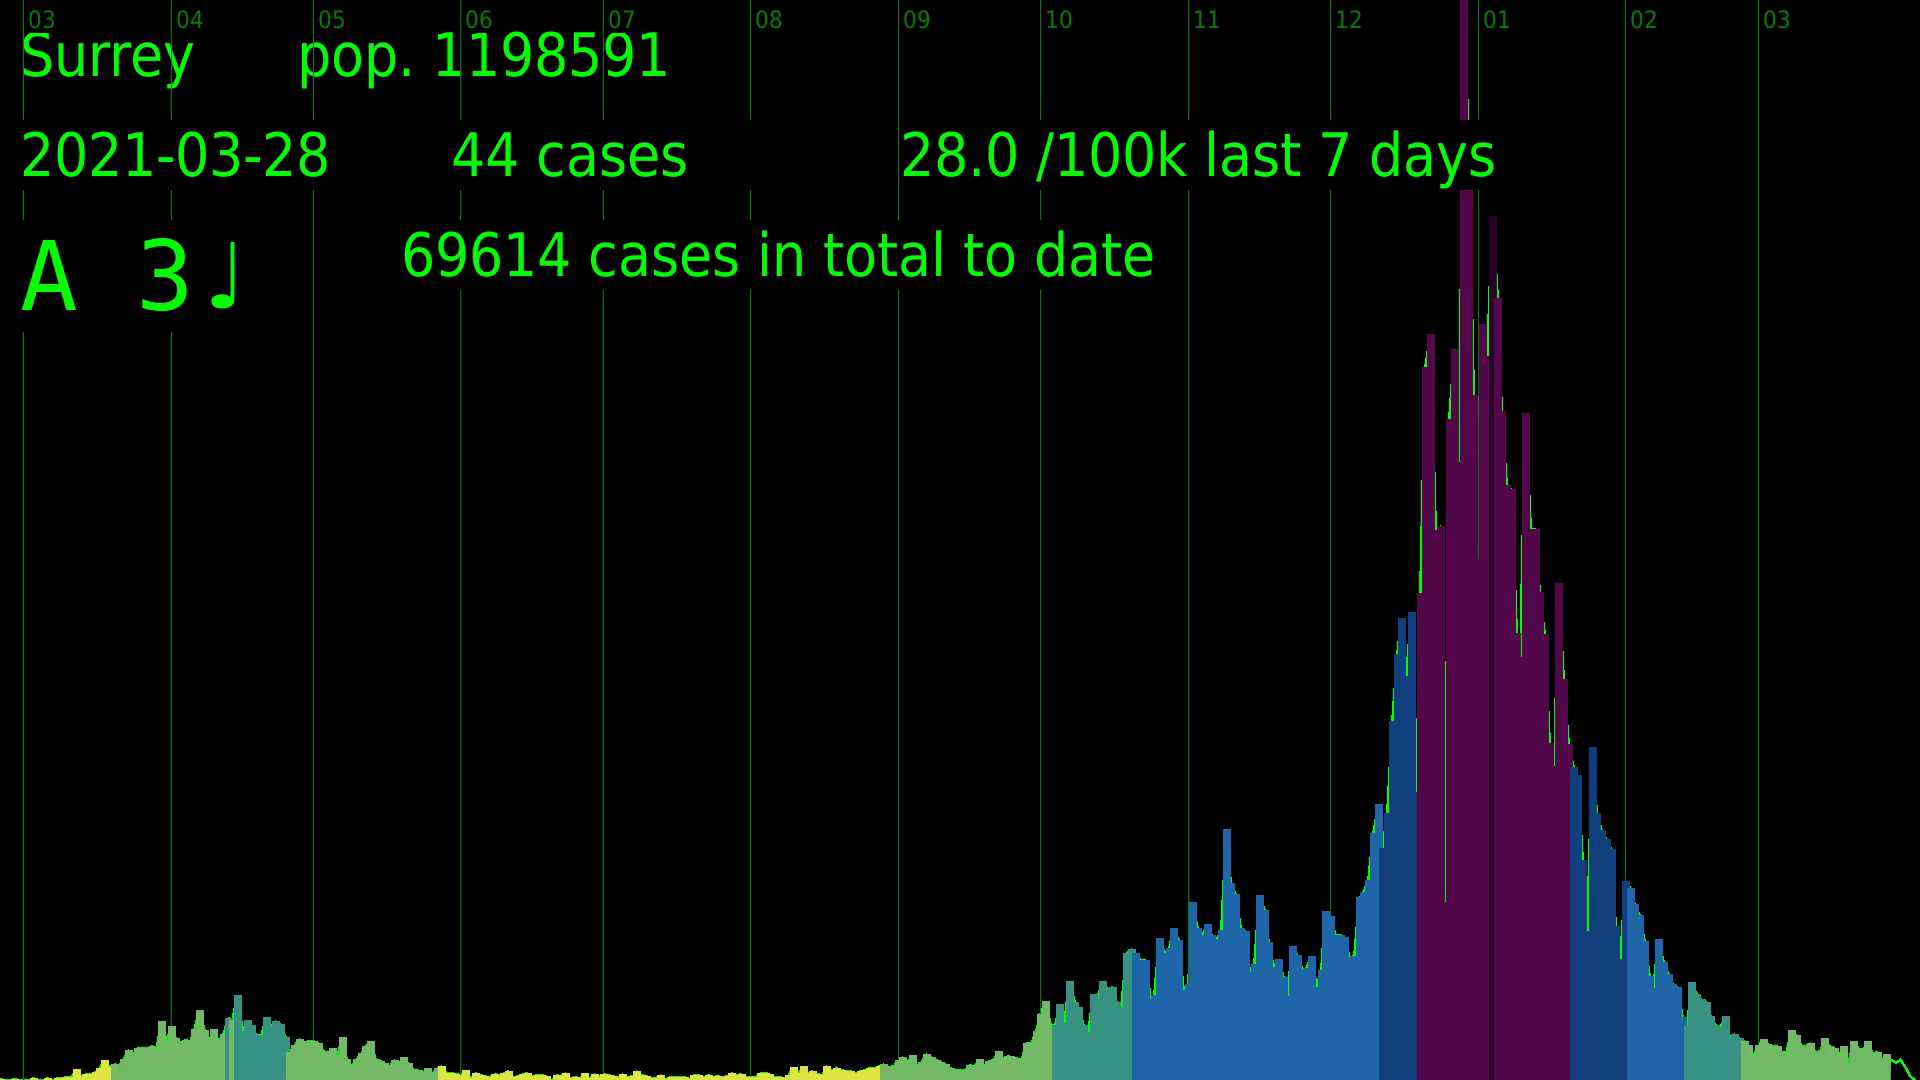 03 04 05 06 07 08 09 10 11 12 01 02 03
Surrey pop. 1198591
2021-03-28 44 cases 28.0 /100k last 7 days
A 3♩ 69614 cases in total to date